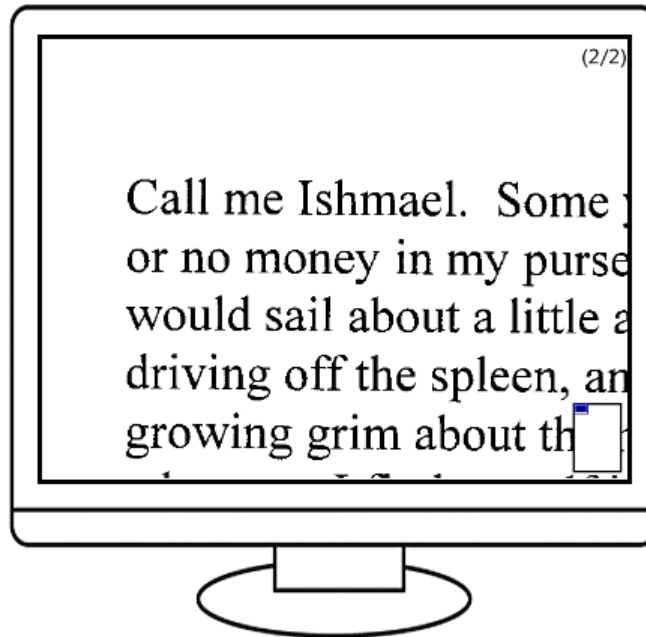 (2/2)
Call me Ishmael.  Some
or no money in my purse
would sail about a little a
driving off the spleen, an
growing grim about th